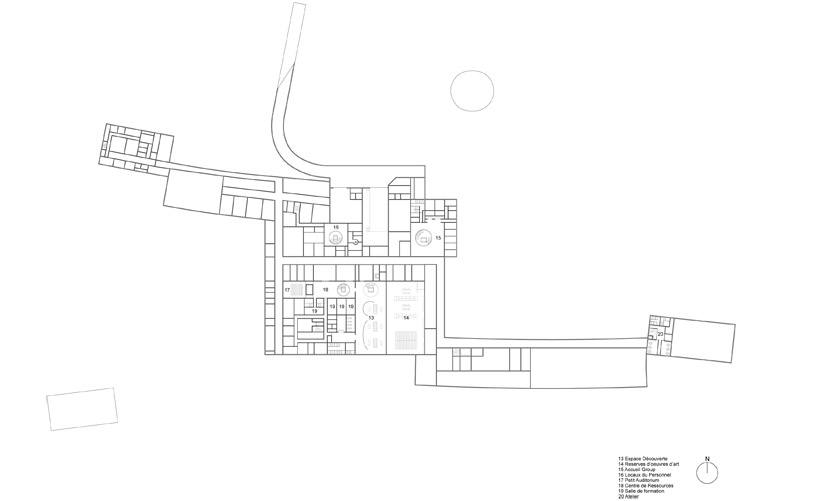 16
15
17
18
19
19
19
19
13
14
20
N
13 Espace Découverte
14 Reserves d'oeuvres d'art
15 Accueil Group
16 Locaux du Personnel
17 Petit Auditorium
18 Centre de Ressources
19 Salle de formation
20 Atelier